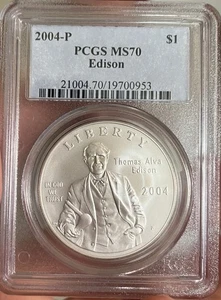 2004-P $1
PCGS MS70
Edison
21004.70/19700953
LIBERTY
Thomas Alva
Edison
IN GOD
WE
TRUST
2004